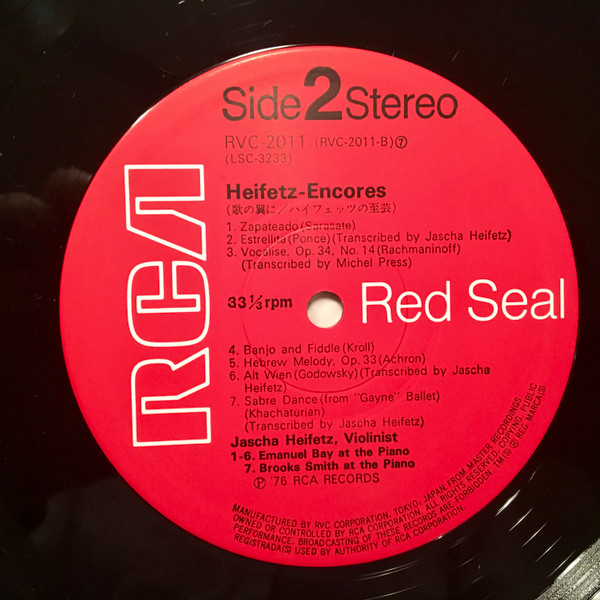 Side 2 Stereo
RVC-2011 (RVC-2011-B)⑦
(LSC-3233)
RCA
Heifetz-Encores
(歌の翼に/ハイフェッツの至芸)
1. Zapateado(Sarasate)
2. Estrellita(Ponce)(Transcribed by Jascha Heifetz)
3. Vocalise, Op. 34, No. 14(Rachmaninoff)
(Transcribed by Michel Press)
33⅓rpm
Red Seal
4. Banjo and Fiddle(Kroll)
5. Hebrew Melody, Op. 33(Achron)
6. Alt Wien(Godowsky)(Transcribed by Jascha
Heifetz)
7. Sabre Dance(from "Gayne" Ballet)
(Khachaturian)
(Transcribed by Jascha Heifetz)
Jascha Heifetz, Violinist
1-6. Emanuel Bay at the Piano
7. Brooks Smith at the Piano
Ⓟ '76 RCA RECORDS
MANUFACTURED BY RVC CORPORATION, TOKYO, JAPAN FROM MASTER RECORDINGS
OWNED OR CONTROLLED BY RCA CORPORATION. ALL RIGHTS RESERVED. COPYING, PUBLIC
PERFORMANCE, BROADCASTING OF THESE RECORDS ARE FORBIDDEN. TM(S) ® REG. MARCA(S)
REGISTRADA(S) USED BY AUTHORITY OF RCA CORPORATION.